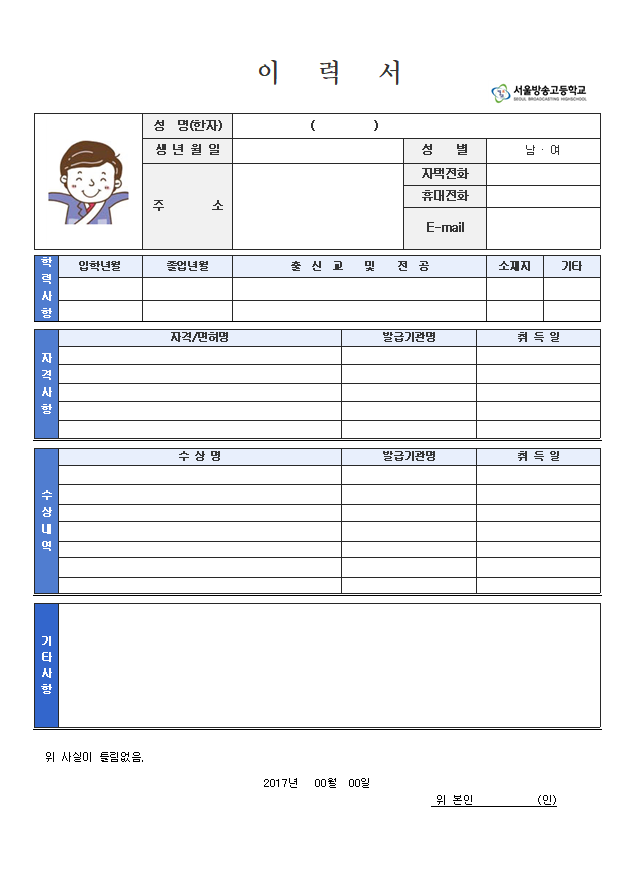 이 력 서
서울방송고등학교
SEOUL BROADCASTING HIGHSCHOOL
성 명(한자) ( )
생 년 월 일 성 별 남 · 여
주 소 자택전화
휴대전화
E-mail
학력사항 입학년월 졸업년월 출 신 교 및 전 공 소재지 기타
자격사항 자격/면허명 발급기관명 취 득 일
수상내역 수 상 명 발급기관명 취 득 일
기타사항
위 사실이 틀림없음.
2017년 00월 00일
위 본인 (인)